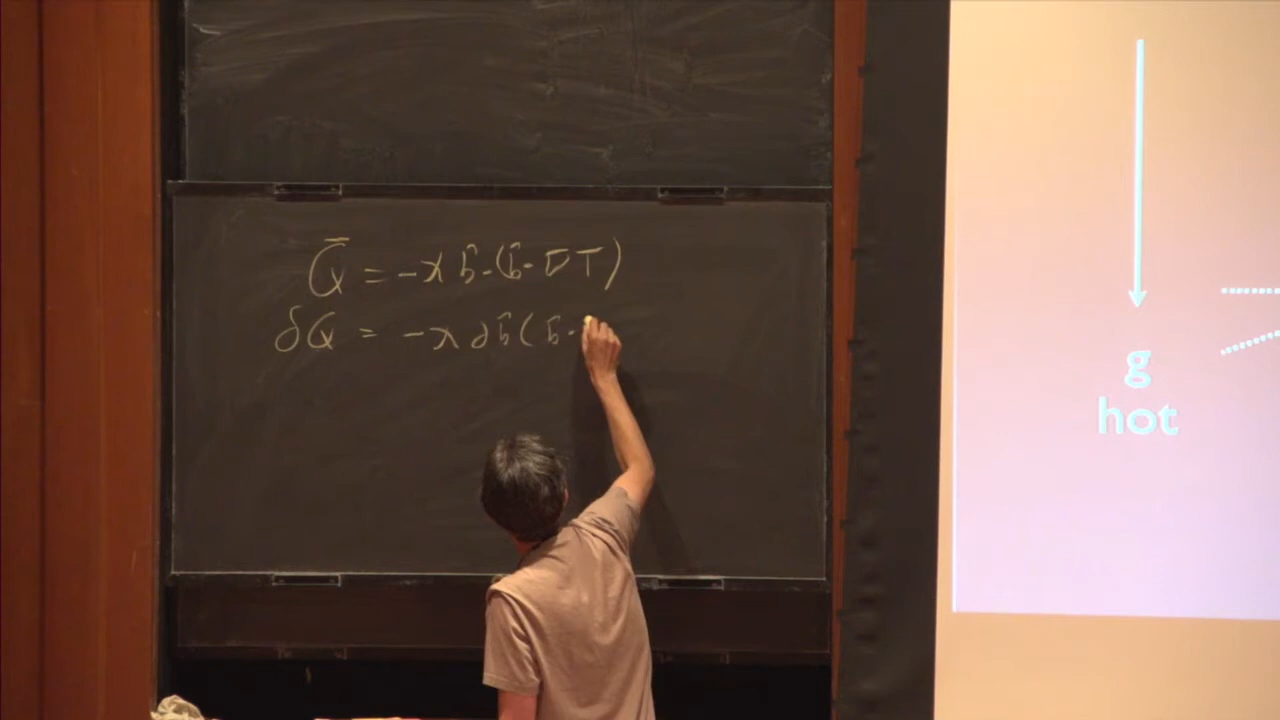 Q̄ = -χ b̂ · (b̂ · ∇T)
δQ = -χ δb̂ ( b̂ ·
g
hot